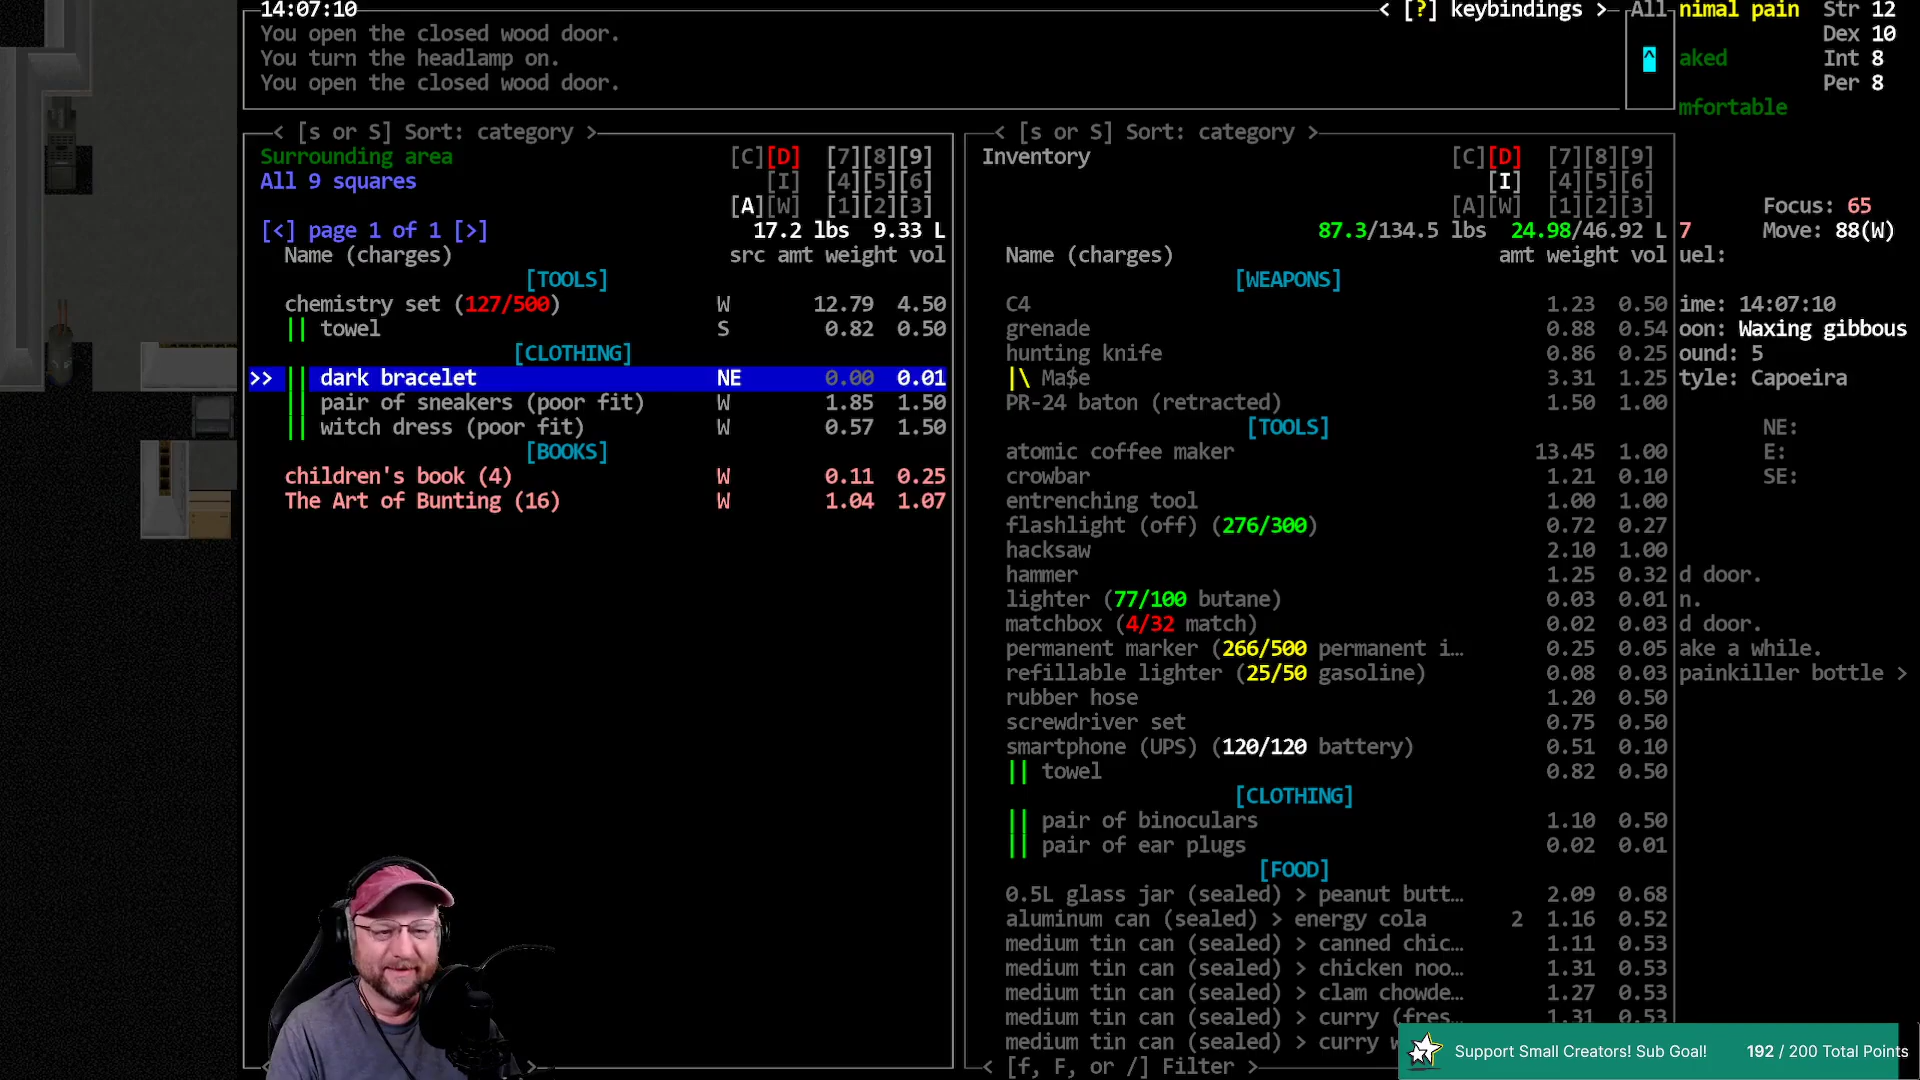 14:07:10 < [?] keybindings > All nimal pain Str 12
You open the closed wood door. Dex 10
You turn the headlamp on. ^ aked Int 8
You open the closed wood door. Per 8
mfortable
< [s or S] Sort: category > < [s or S] Sort: category >
Surrounding area [C][D] [7][8][9] Inventory [C][D] [7][8][9]
All 9 squares [I] [4][5][6] [I] [4][5][6]
[A][W] [1][2][3] [A][W] [1][2][3] Focus: 65
[<] page 1 of 1 [>] 17.2 lbs 9.33 L 87.3/134.5 lbs 24.98/46.92 L 7 Move: 88(W)
Name (charges) src amt weight vol Name (charges) amt weight vol uel:
[TOOLS] [WEAPONS]
chemistry set (127/500) W 12.79 4.50 C4 1.23 0.50 ime: 14:07:10
|| towel S 0.82 0.50 grenade 0.88 0.54 oon: Waxing gibbous
[CLOTHING] hunting knife 0.86 0.25 ound: 5
>> || dark bracelet NE 0.00 0.01 |\ Ma$e 3.31 1.25 tyle: Capoeira
|| pair of sneakers (poor fit) W 1.85 1.50 PR-24 baton (retracted) 1.50 1.00
|| witch dress (poor fit) W 0.57 1.50 [TOOLS] NE:
[BOOKS] atomic coffee maker 13.45 1.00 E:
children's book (4) W 0.11 0.25 crowbar 1.21 0.10 SE:
The Art of Bunting (16) W 1.04 1.07 entrenching tool 1.00 1.00
flashlight (off) (276/300) 0.72 0.27
hacksaw 2.10 1.00
hammer 1.25 0.32 d door.
lighter (77/100 butane) 0.03 0.01 n.
matchbox (4/32 match) 0.02 0.03 d door.
permanent marker (266/500 permanent i… 0.25 0.05 ake a while.
refillable lighter (25/50 gasoline) 0.08 0.03 painkiller bottle >
rubber hose 1.20 0.50
screwdriver set 0.75 0.50
smartphone (UPS) (120/120 battery) 0.51 0.10
|| towel 0.82 0.50
[CLOTHING]
|| pair of binoculars 1.10 0.50
|| pair of ear plugs 0.02 0.01
[FOOD]
0.5L glass jar (sealed) > peanut butt… 2.09 0.68
aluminum can (sealed) > energy cola 2 1.16 0.52
medium tin can (sealed) > canned chic… 1.11 0.53
medium tin can (sealed) > chicken noo… 1.31 0.53
medium tin can (sealed) > clam chowde… 1.27 0.53
medium tin can (sealed) > curry (fres… 1.31 0.53
medium tin can (sealed) > curry
> < [f, F, or /] Filter >
Support Small Creators! Sub Goal! 192 / 200 Total Points